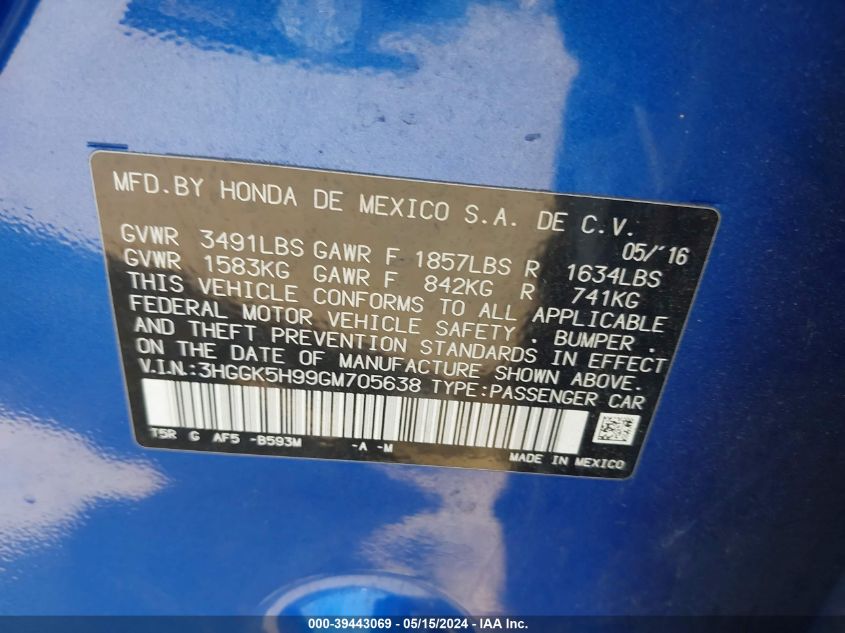 MFD.BY HONDA DE MEXICO S.A. DE C.V.
05/'16
GVWR 3491LBS GAWR F 1857LBS R 1634LBS
GVWR 1583KG GAWR F 842KG R 741KG
THIS VEHICLE CONFORMS TO ALL APPLICABLE
FEDERAL MOTOR VEHICLE SAFETY , BUMPER ,
AND THEFT PREVENTION STANDARDS IN EFFECT
ON THE DATE OF MANUFACTURE SHOWN ABOVE.
V.I.N.:3HGGK5H99GM705638 TYPE:PASSENGER CAR
T5R G AF5 -B593M -A -M
MADE IN MEXICO
000-39443069 - 05/15/2024 - IAA Inc.